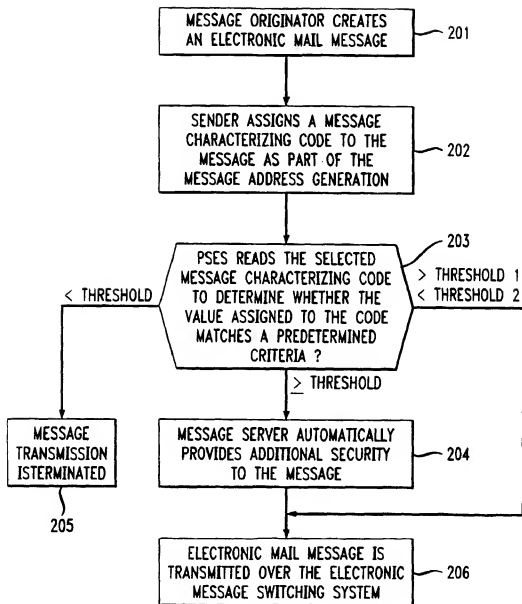 MESSAGE ORIGINATOR CREATES
AN ELECTRONIC MAIL MESSAGE
201
SENDER ASSIGNS A MESSAGE
CHARACTERIZING CODE TO THE
MESSAGE AS PART OF THE
MESSAGE ADDRESS GENERATION
202
203
PSES READS THE SELECTED
MESSAGE CHARACTERIZING CODE
TO DETERMINE WHETHER THE
VALUE ASSIGNED TO THE CODE
MATCHES A PREDETERMINED
CRITERIA ?
< THRESHOLD
> THRESHOLD 1
< THRESHOLD 2
≥ THRESHOLD
MESSAGE
TRANSMISSION
ISTERMINATED
205
MESSAGE SERVER AUTOMATICALLY
PROVIDES ADDITIONAL SECURITY
TO THE MESSAGE
204
ELECTRONIC MAIL MESSAGE IS
TRANSMITTED OVER THE ELECTRONIC
MESSAGE SWITCHING SYSTEM
206